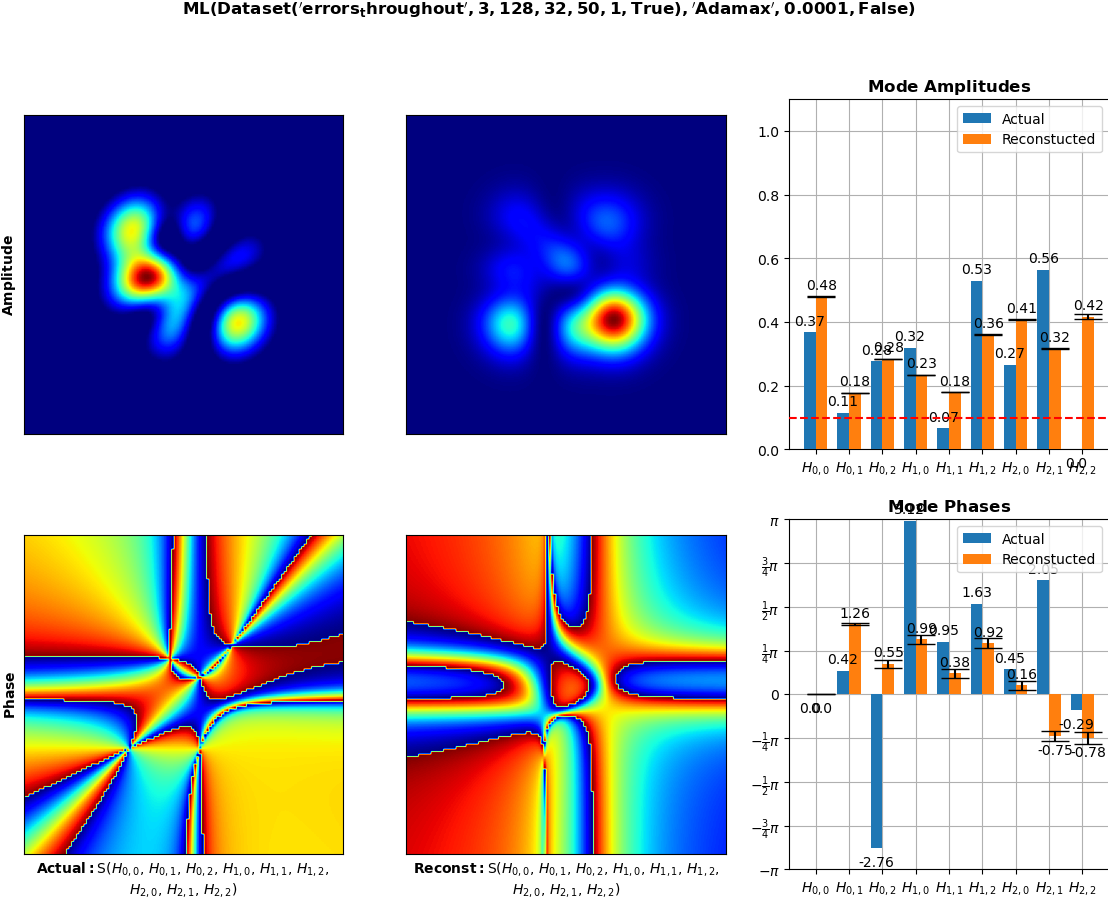 ML(Dataset('errors_throughout', 3, 128, 32, 50, 1, True), 'Adamax', 0.0001, False)
Amplitude
Mode Amplitudes
Actual
Reconstucted
1.0
0.8
0.6
0.4
0.2
0.0
0.37
0.48
0.11
0.18
0.28
0.28
0.32
0.23
0.07
0.18
0.53
0.36
0.27
0.41
0.56
0.32
0.0
0.42
H0,0 H0,1 H0,2 H1,0 H1,1 H1,2 H2,0 H2,1 H2,2
Phase
Mode Phases
Actual
Reconstucted
π
3/4π
1/2π
1/4π
0
−1/4π
−1/2π
−3/4π
−π
0.0
0.0
0.42
1.26
-2.76
0.55
3.12
0.99
0.95
0.38
1.63
0.92
0.45
0.16
2.05
-0.75
-0.29
-0.78
H0,0 H0,1 H0,2 H1,0 H1,1 H1,2 H2,0 H2,1 H2,2
Actual: S(H0,0, H0,1, H0,2, H1,0, H1,1, H1,2,
H2,0, H2,1, H2,2)
Reconst: S(H0,0, H0,1, H0,2, H1,0, H1,1, H1,2,
H2,0, H2,1, H2,2)